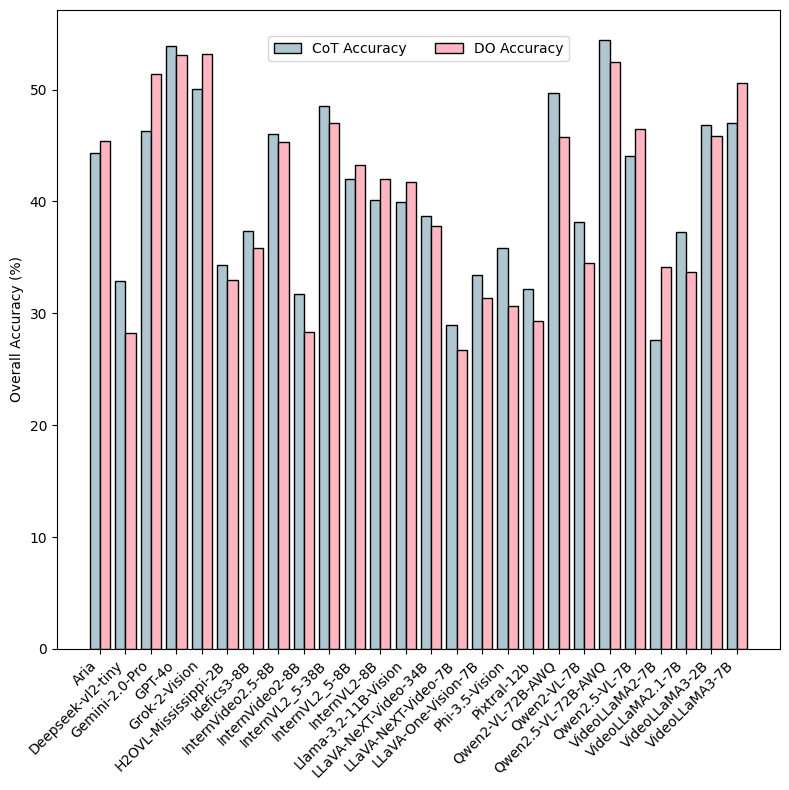 CoT Accuracy
DO Accuracy
Overall Accuracy (%)
50
40
30
20
10
0
Aria
Deepseek-vl2-tiny
Gemini-2.0-Pro
GPT-4o
Grok-2-Vision
H2OVL-Mississippi-2B
Idefics3-8B
InternVideo2.5-8B
InternVideo2-8B
InternVL2_5-38B
InternVL2_5-8B
InternVL2-8B
Llama-3.2-11B-Vision
LLaVA-NeXT-Video-34B
LLaVA-NeXT-Video-7B
LLaVA-One-Vision-7B
Phi-3.5-Vision
Pixtral-12b
Qwen2-VL-72B-AWQ
Qwen2-VL-7B
Qwen2.5-VL-72B-AWQ
Qwen2.5-VL-7B
VideoLLaMA2-7B
VideoLLaMA2.1-7B
VideoLLaMA3-2B
VideoLLaMA3-7B